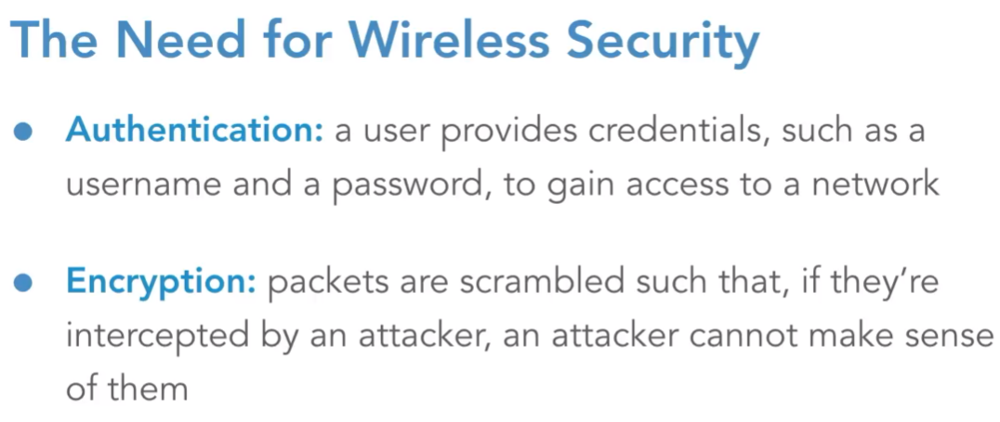 The Need for Wireless Security
● Authentication: a user provides credentials, such as a
username and a password, to gain access to a network
● Encryption: packets are scrambled such that, if they’re
intercepted by an attacker, an attacker cannot make sense
of them